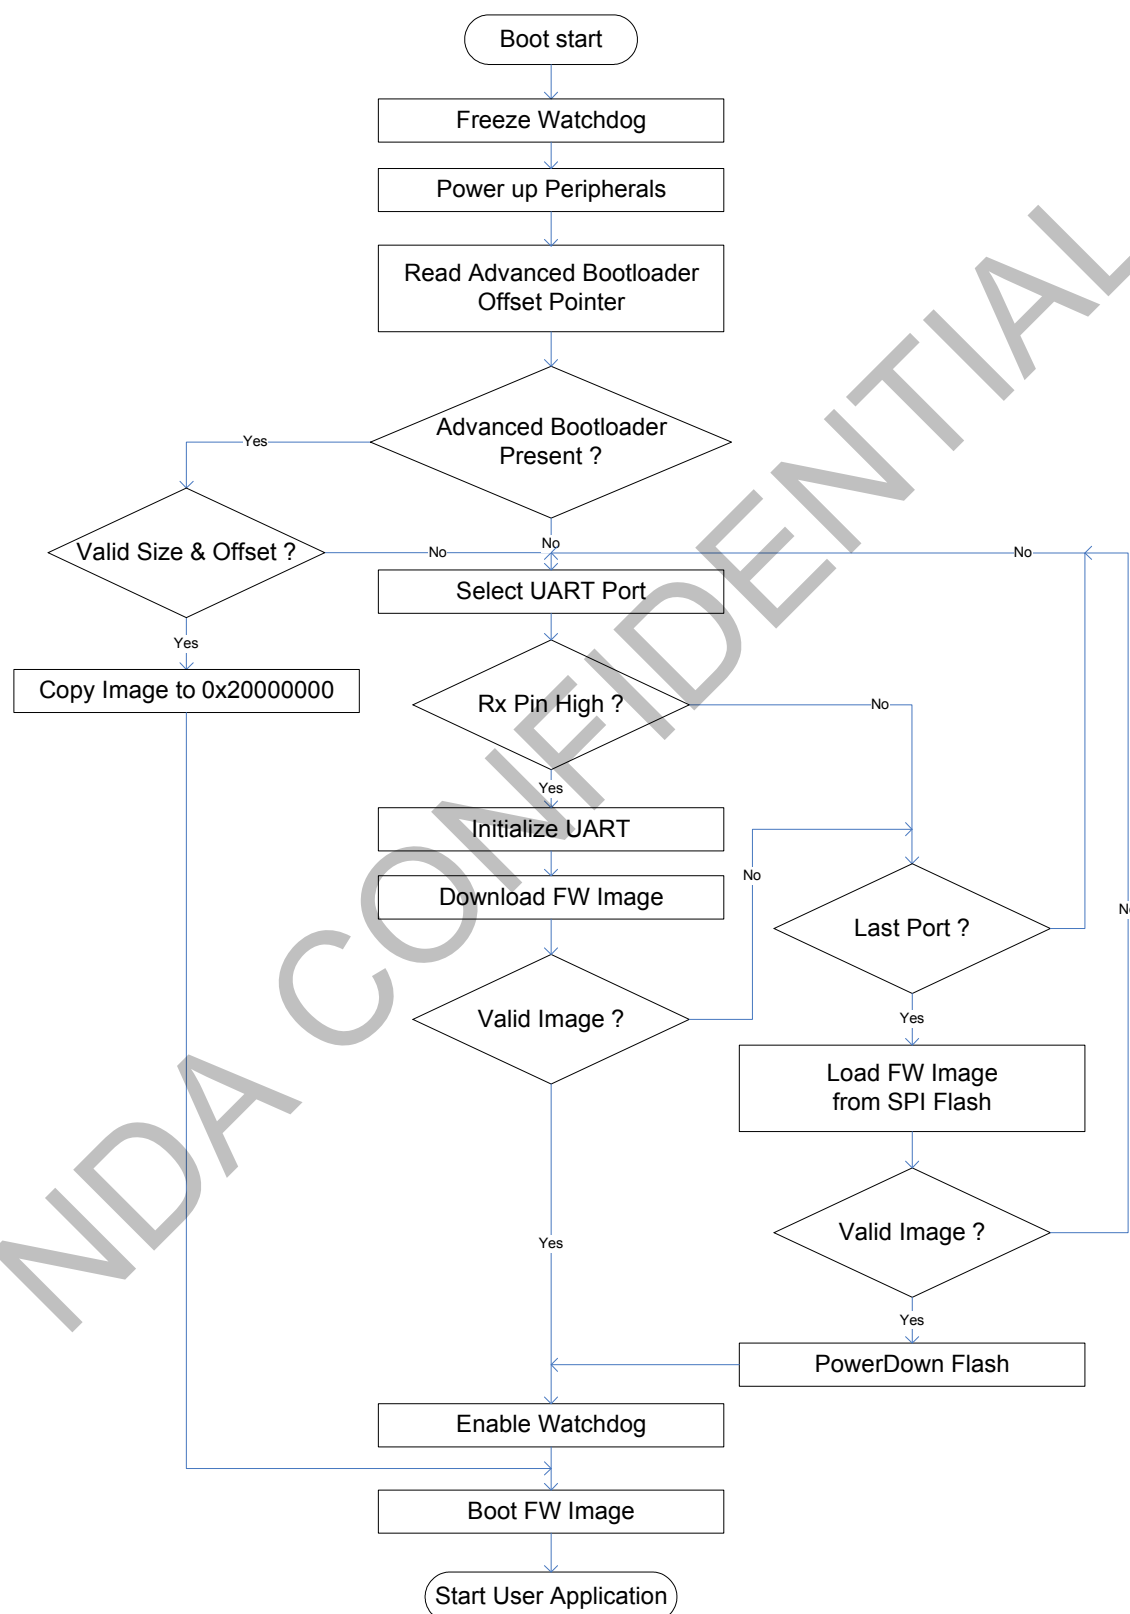 Boot start
Freeze Watchdog
Power up Peripherals
Read Advanced Bootloader
Offset Pointer
Advanced Bootloader
Present ?
Yes
Valid Size & Offset ?
No
No
No
Select UART Port
Yes
Copy Image to 0x20000000
Rx Pin High ?
No
Yes
Initialize UART
Download FW Image
No
Last Port ?
Valid Image ?
Yes
Load FW Image
from SPI Flash
Valid Image ?
Yes
Yes
PowerDown Flash
Enable Watchdog
Boot FW Image
Start User Application
NDA CONFIDENTIAL